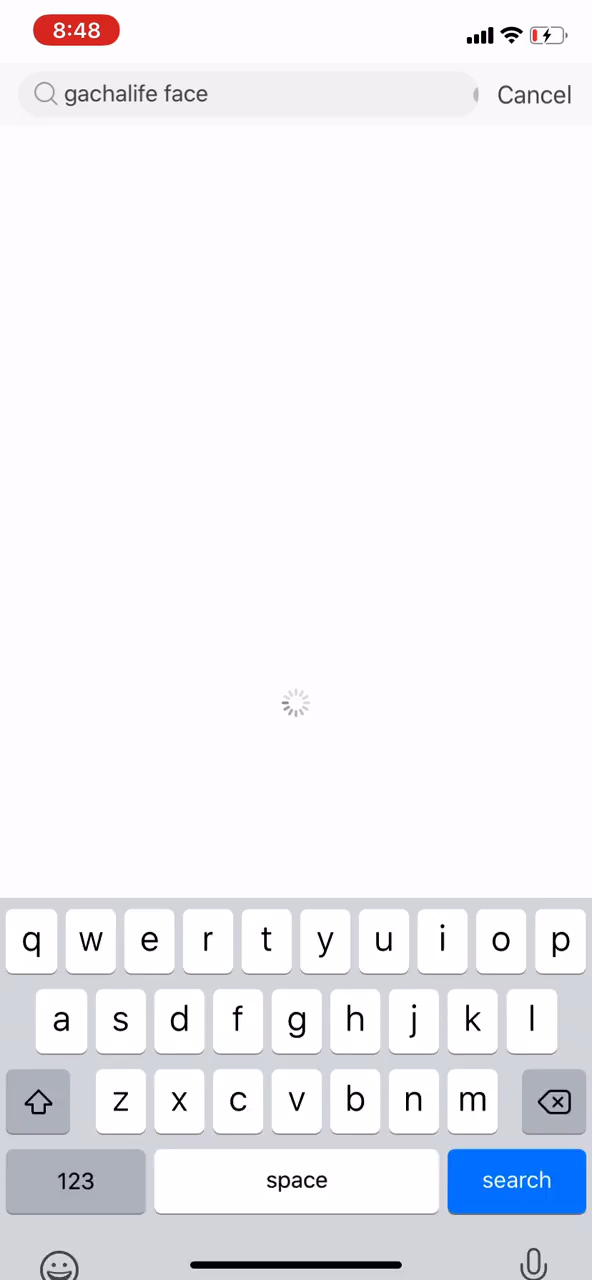 8:48
gachalife face
Cancel
q w e r t y u i o p
a s d f g h j k l
z x c v b n m
123 space search